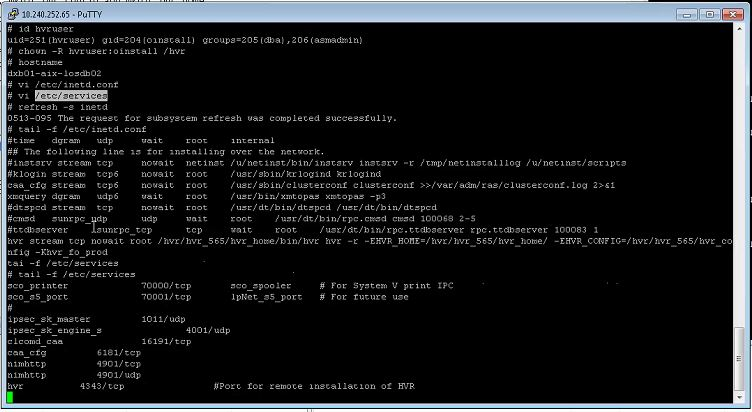 10.240.252.65 - PuTTY
# id hvruser
uid=251(hvruser) gid=204(oinstall) groups=205(dba),206(asmadmin)
# chown -R hvruser:oinstall /hvr
# hostname
dxb01-aix-losdb02
# vi /etc/inetd.conf
# vi /etc/services
# refresh -s inetd
0513-095 The request for subsystem refresh was completed successfully.
# tail -f /etc/inetd.conf
#time dgram udp wait root internal
## The following line is for installing over the network.
#instsrv stream tcp nowait netinst /u/netinst/bin/instsrv instsrv -r /tmp/netinstalllog /u/netinst/scripts
#klogin stream tcp6 nowait root /usr/sbin/krlogind krlogind
caa_cfg stream tcp6 nowait root /usr/sbin/clusterconf clusterconf >>/var/adm/ras/clusterconf.log 2>&1
xmquery dgram udp6 wait root /usr/bin/xmtopas xmtopas -p3
#dtspcd stream tcp nowait root /usr/dt/bin/dtspcd /usr/dt/bin/dtspcd
#cmsd sunrpc_udp udp wait root /usr/dt/bin/rpc.cmsd cmsd 100068 2-5
#ttdbserver sunrpc_tcp tcp wait root /usr/dt/bin/rpc.ttdbserver rpc.ttdbserver 100083 1
hvr stream tcp nowait root /hvr/hvr_565/hvr_home/bin/hvr hvr -r -EHVR_HOME=/hvr/hvr_565/hvr_home/ -EHVR_CONFIG=/hvr/hvr_565/hvr_co
nfig -Khvr_fo_prod
tai -f /etc/services
# tail -f /etc/services
sco_printer 70000/tcp sco_spooler # For System V print IPC
sco_s5_port 70001/tcp lpNet_s5_port # For future use
#
ipsec_sk_master 1011/udp
ipsec_sk_engine_s 4001/udp
clcomd_caa 16191/tcp
caa_cfg 6181/tcp
nimhttp 4901/tcp
nimhttp 4901/udp
hvr 4343/tcp #Port for remote installation of HVR